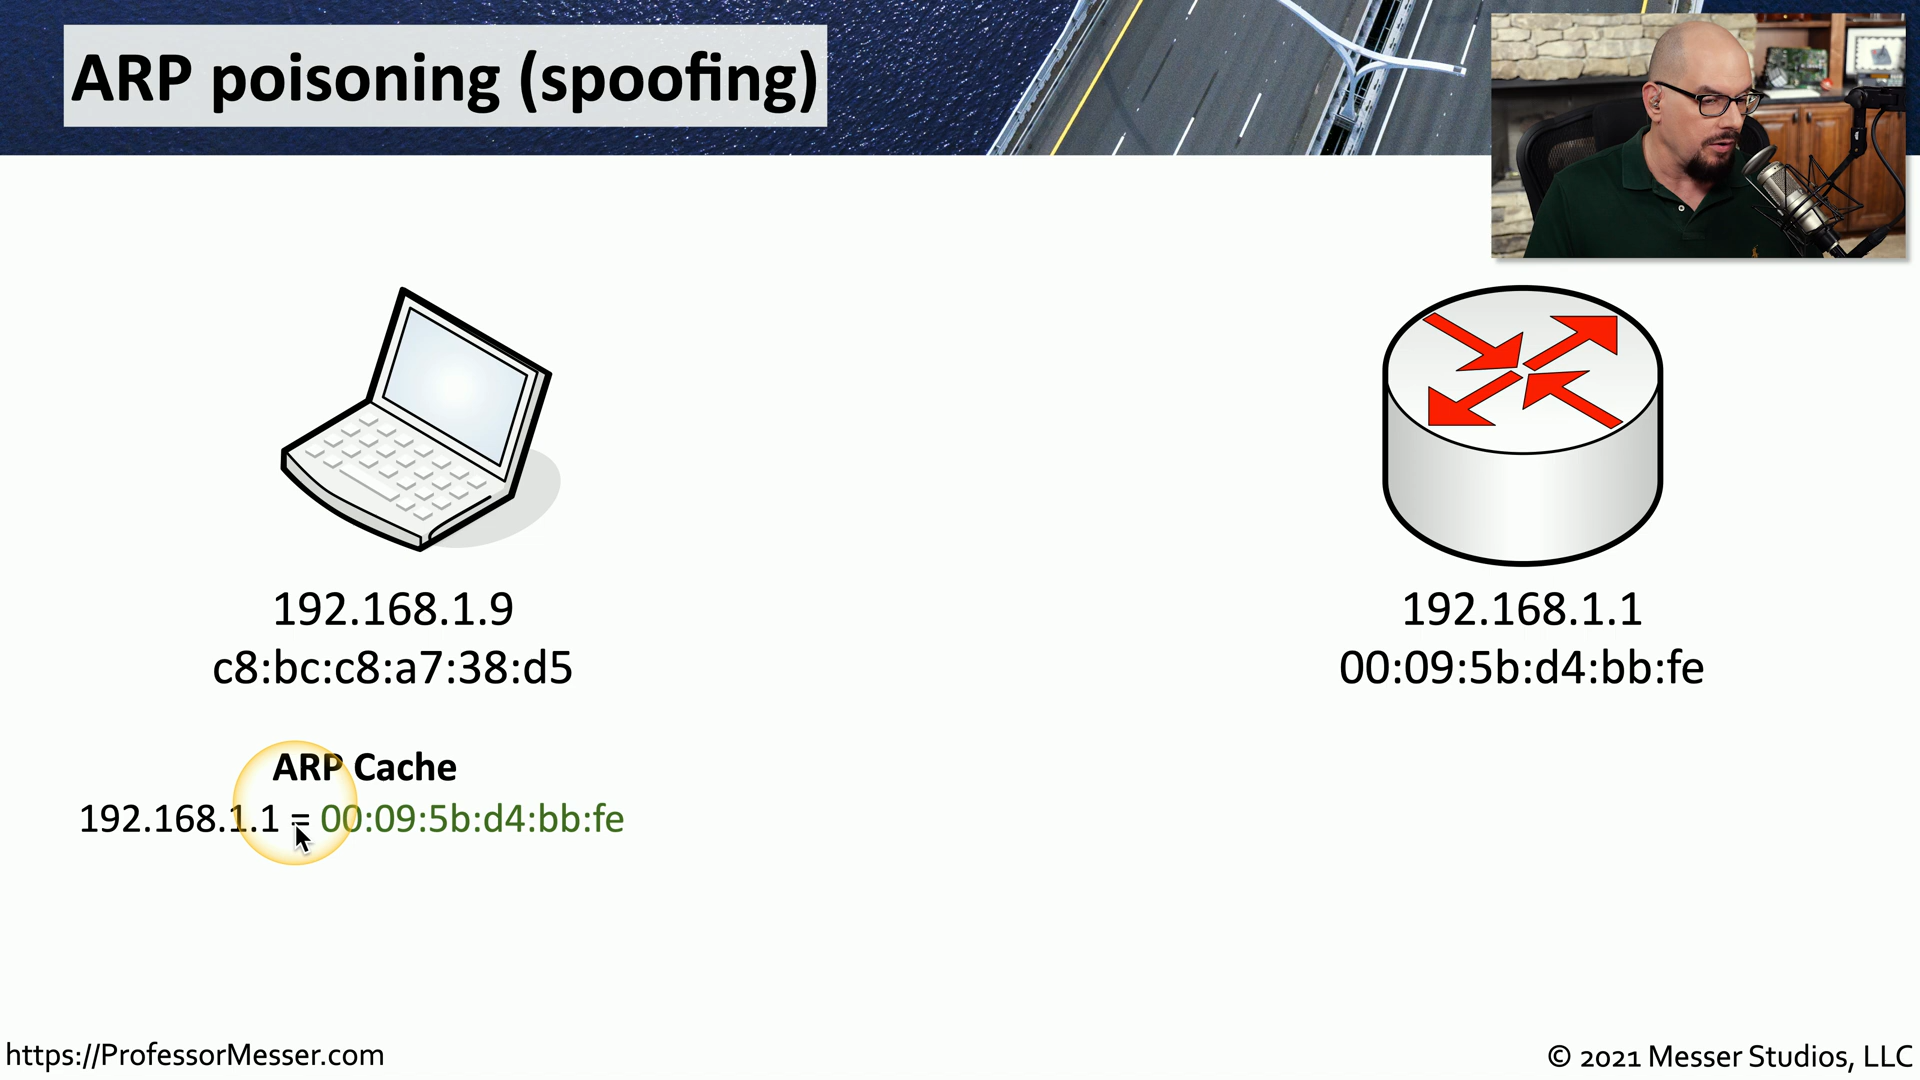 ARP poisoning (spoofing)
192.168.1.9
c8:bc:c8:a7:38:d5
192.168.1.1
00:09:5b:d4:bb:fe
ARP Cache
192.168.1.1 = 00:09:5b:d4:bb:fe
https://ProfessorMesser.com
© 2021 Messer Studios, LLC